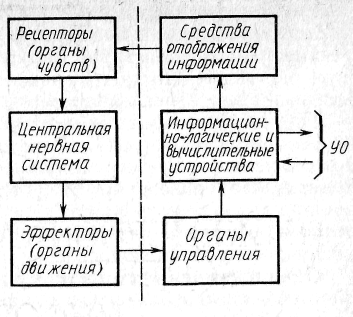 Рецепторы
(органы
чувств)
Центральная
нервная
система
Эффекторы
(органы
движения)
Средства
отображения
информации
Информацион-
но-логические и
вычислительные
устройства
УО
Органы
управления